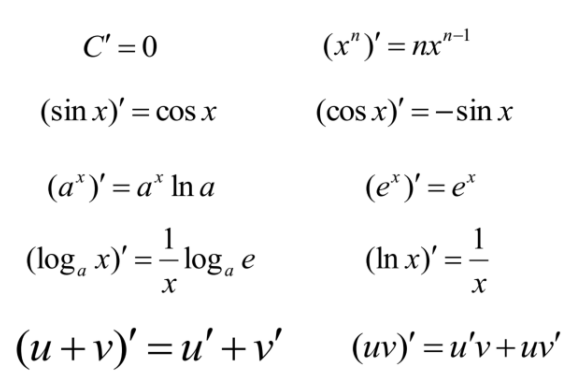 C′ = 0    (xⁿ)′ = nxⁿ⁻¹
(sin x)′ = cos x    (cos x)′ = −sin x
(aˣ)′ = aˣ ln a    (eˣ)′ = eˣ
(logₐ x)′ = 1/x logₐ e    (ln x)′ = 1/x
(u + v)′ = u′ + v′    (uv)′ = u′v + uv′